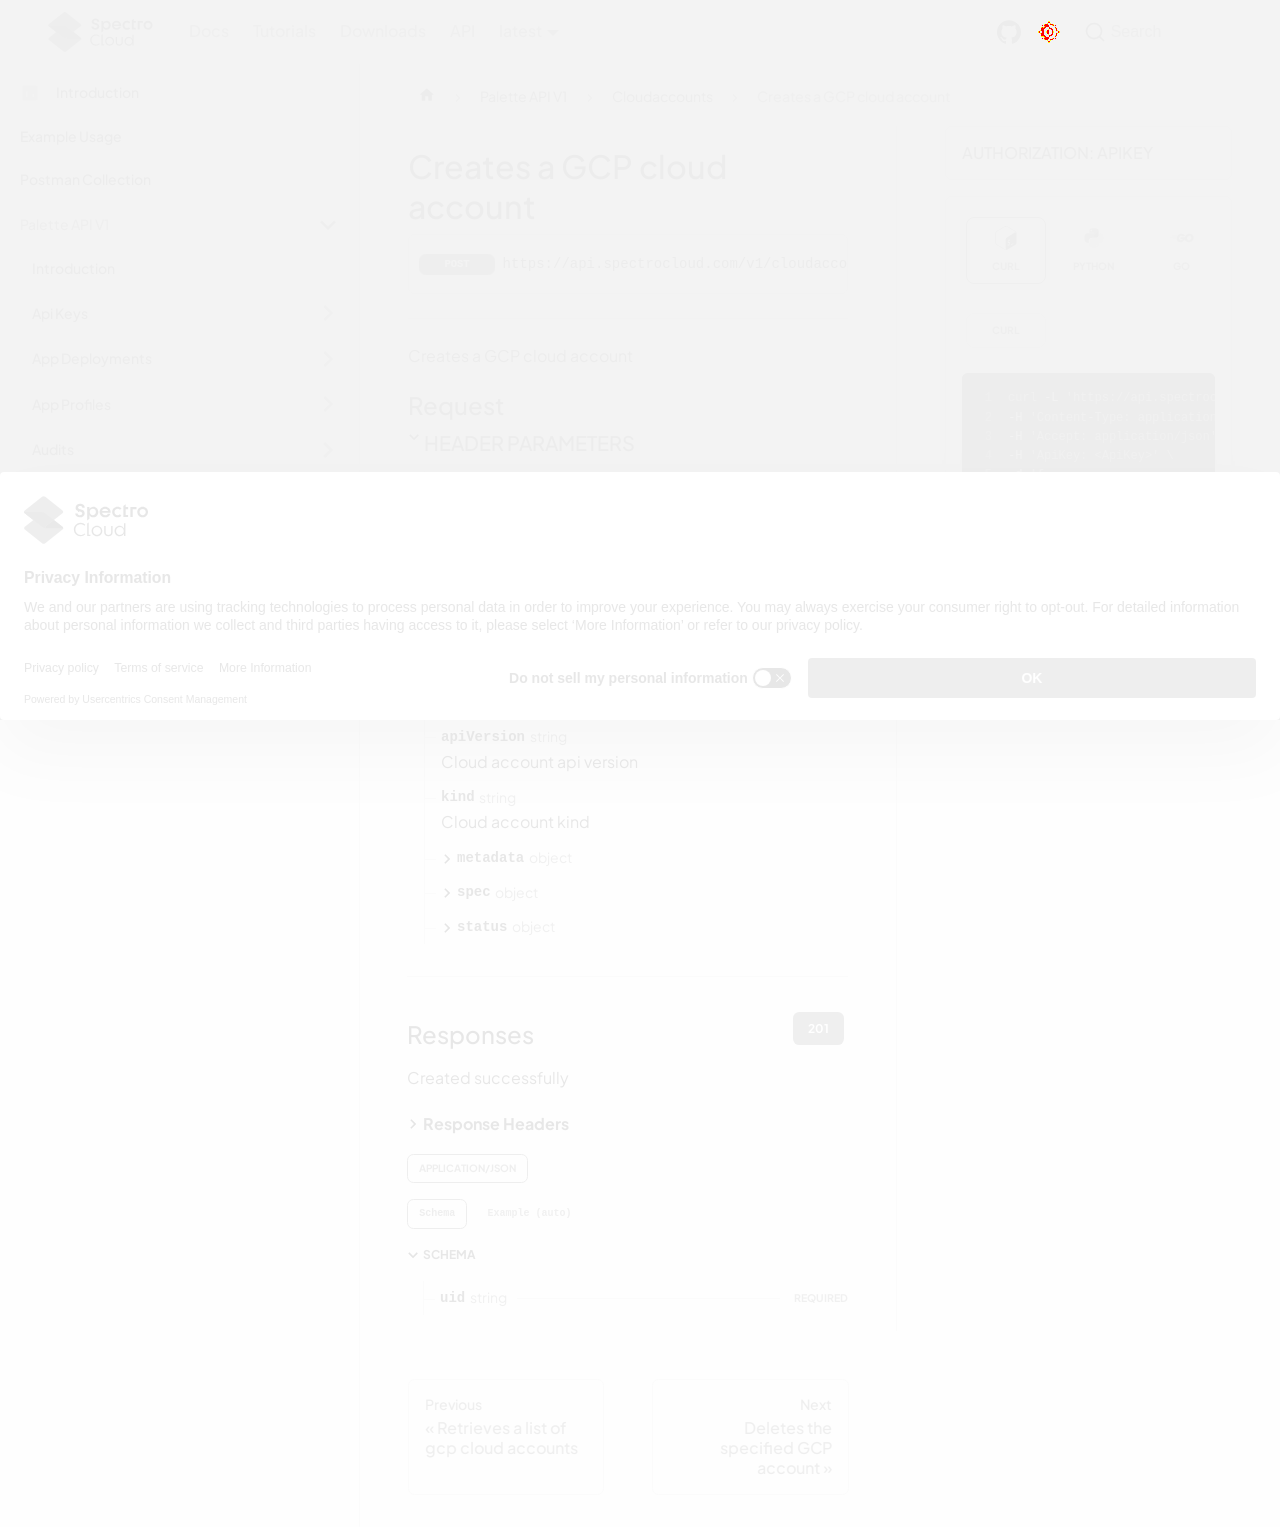 Spectro
Cloud
Docs
Tutorials
Downloads
API
latest
Search
Introduction
Example Usage
Postman Collection
Palette API V1
Introduction
Api Keys
App Deployments
App Profiles
Audits
Palette API V1
Cloudaccounts
Creates a GCP cloud account
Creates a GCP cloud
account
POST
https://api.spectrocloud.com/v1/cloudacco
Creates a GCP cloud account
Request
HEADER PARAMETERS
AUTHORIZATION: APIKEY
CURL
PYTHON
GO
CURL
Spectro
Cloud
Privacy Information
We and our partners are using tracking technologies to process personal data in order to improve your experience. You may always exercise your consumer right to opt-out. For detailed information
about personal information we collect and third parties having access to it, please select ‘More Information’ or refer to our privacy policy.
Privacy policy
Terms of service
More Information
Powered by Usercentrics Consent Management
Do not sell my personal information
OK
apiVersion string
Cloud account api version
kind string
Cloud account kind
metadata object
spec object
status object
Responses
201
Created successfully
Response Headers
APPLICATION/JSON
Schema
Example (auto)
SCHEMA
uid string
REQUIRED
Previous
« Retrieves a list of
gcp cloud accounts
Next
Deletes the
specified GCP
account »